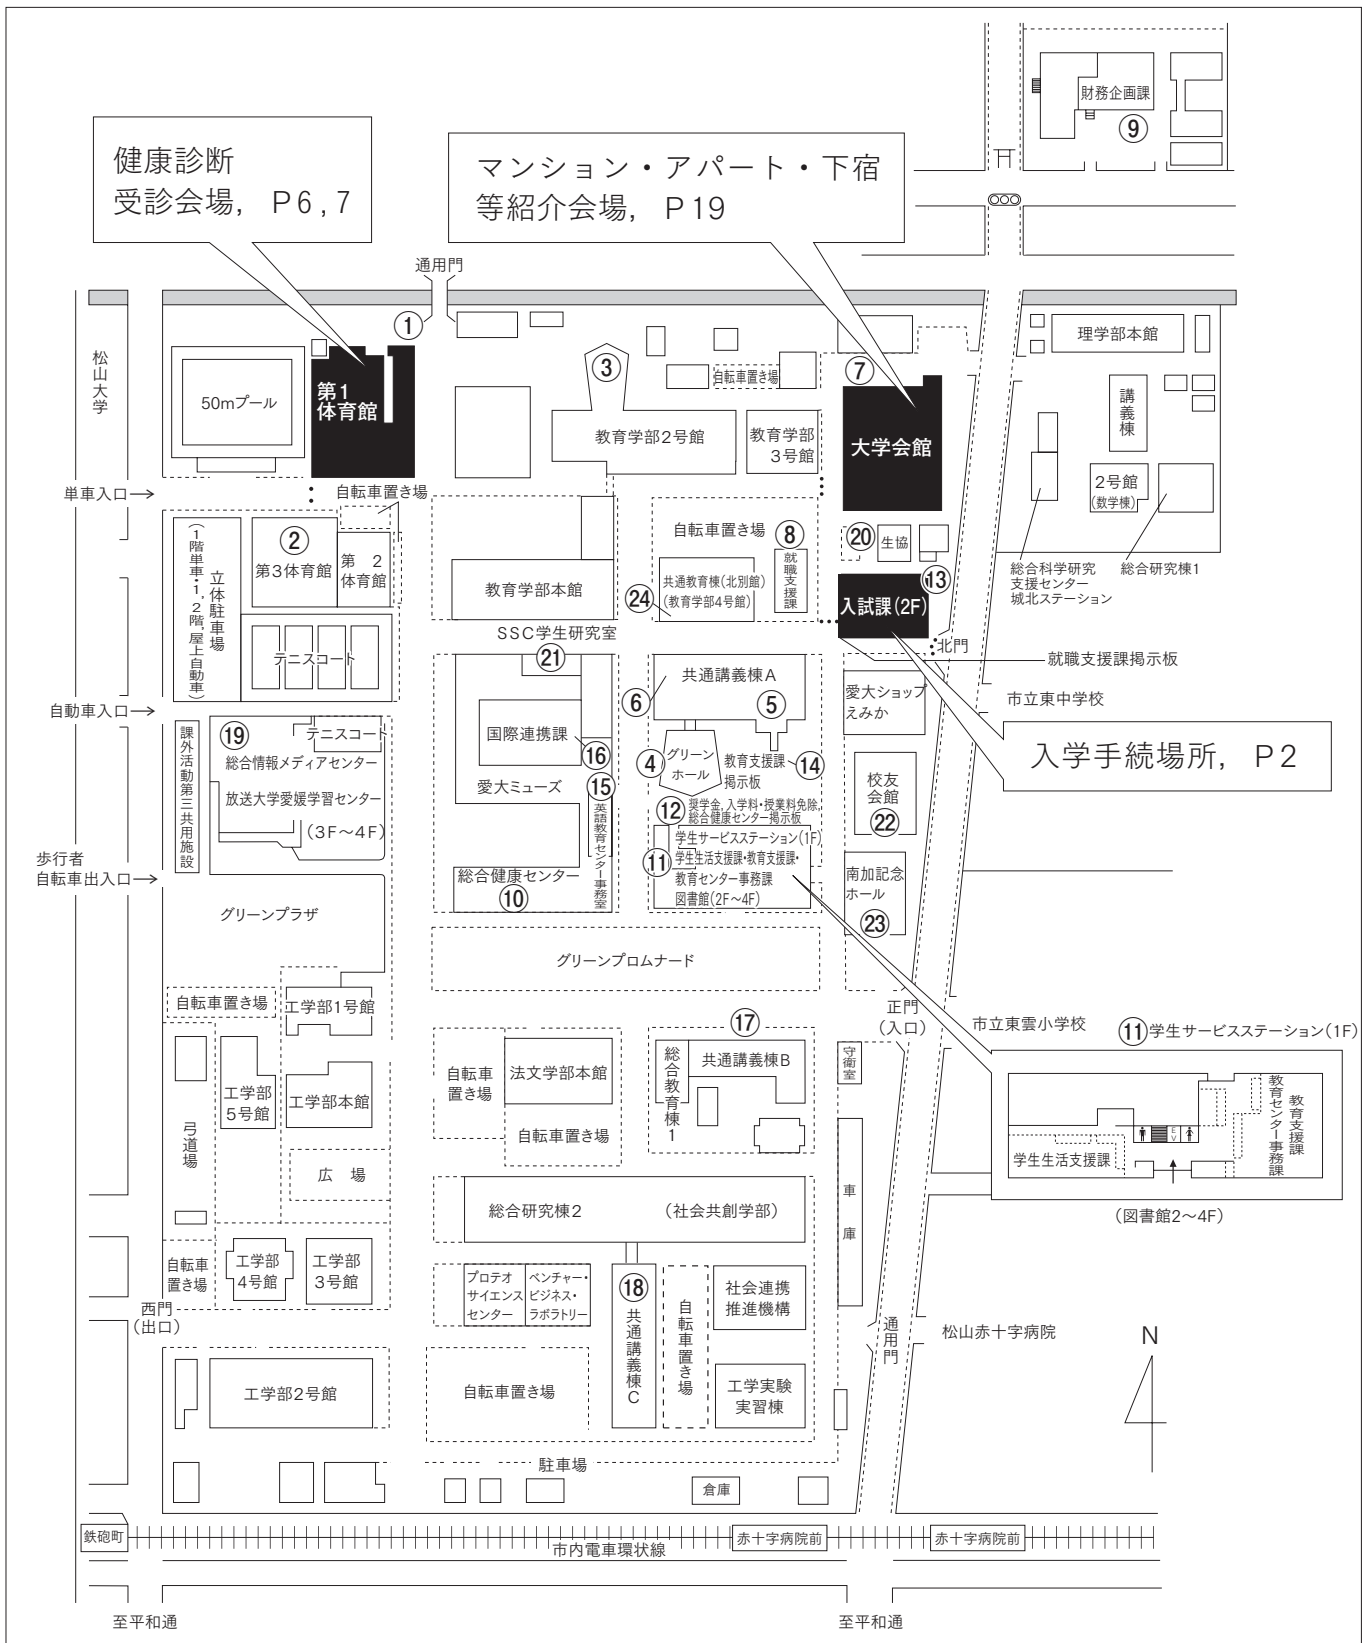 財務企画課
⑨
健康診断
受診会場，P6,7
マンション・アパート・下宿
等紹介会場，P19
通用門
①
松山大学
50mプール
第1
体育館
③
自転車置き場
⑦
理学部本館
教育学部2号館
教育学部
3号館
大学会館
講義棟
2号館
(数学棟)
単車入口
自転車置き場
総合科学研究
支援センター
城北ステーション
総合研究棟1
(1階単車・1,2階,屋上自動車)
立体駐車場
②
第3体育館
第　2
体育館
教育学部本館
自転車置き場
⑧
就職支援課
⑳
生協
⑬
共通教育棟(北別館)
(教育学部4号館)
㉔
入試課(2F)
北門
就職支援課掲示板
テニスコート
SSC学生研究室
㉑
自動車入口
共通講義棟A
⑥
⑤
愛大ショップ
えみか
市立東中学校
入学手続場所，P2
課外活動第三共用施設
⑲
テニスコート
総合情報メディアセンター
放送大学愛媛学習センター
(3F～4F)
国際連携課
⑯
愛大ミューズ
⑮
英語教育センター事務室
④
グリーン
ホール
教育支援課
掲示板
⑭
⑫
奨学金,入学料・授業料免除,
総合健康センター掲示板
校友
会館
㉒
歩行者
自転車出入口
総合健康センター
⑩
⑪
学生サービスステーション(1F)
学生生活支援課・教育支援課・
教育センター事務課
図書館(2F～4F)
南加記念
ホール
㉓
グリーンプラザ
グリーンプロムナード
自転車置き場
工学部1号館
正門
(入口)
市立東雲小学校
⑪学生サービスステーション(1F)
工学部
5号館
工学部本館
弓道場
広　場
自転車
置き場
法文学部本館
自転車置き場
⑰
総合教育棟1
共通講義棟B
守衛室
車庫
学生生活支援課
EV
教育センター事務課
教育支援課
(図書館2～4F)
総合研究棟2
(社会共創学部)
自転車
置き場
工学部
4号館
工学部
3号館
西門
(出口)
プロテオ
サイエンス
センター
ベンチャー・
ビジネス・
ラボラトリー
⑱
共通講義棟C
自転車置き場
社会連携
推進機構
通用門
松山赤十字病院
N
工学部2号館
自転車置き場
工学実験
実習棟
駐車場
倉庫
鉄砲町
市内電車環状線
赤十字病院前
赤十字病院前
至平和通
至平和通